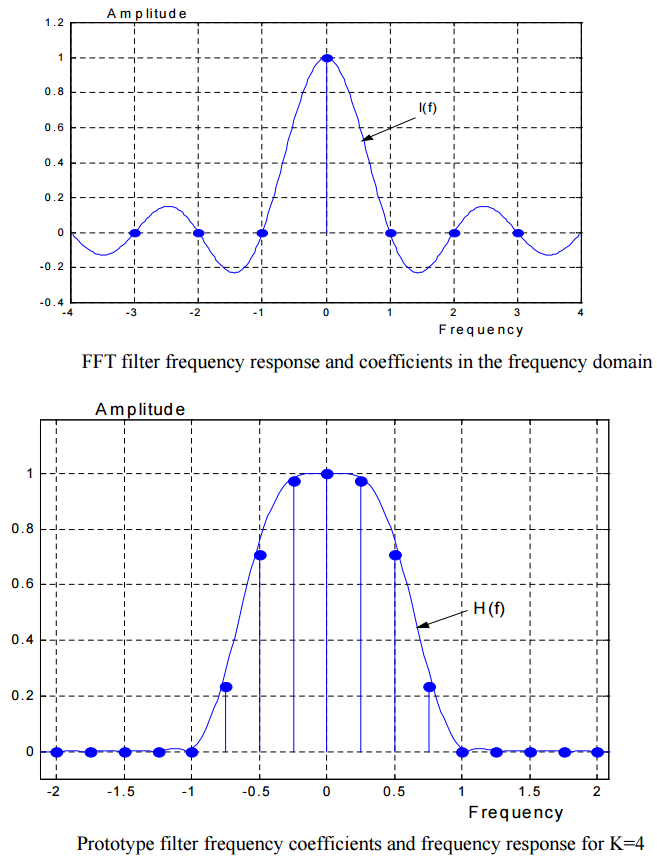 Amplitude
1.2
1
I(f)
0.8
0.6
0.4
0.2
0
-0.2
-0.4
-4 -3 -2 -1 0 1 2 3 4
Frequency
FFT filter frequency response and coefficients in the frequency domain
Amplitude
1
0.8
0.6
H(f)
0.4
0.2
0
-2 -1.5 -1 -0.5 0 0.5 1 1.5 2
Frequency
Prototype filter frequency coefficients and frequency response for K=4